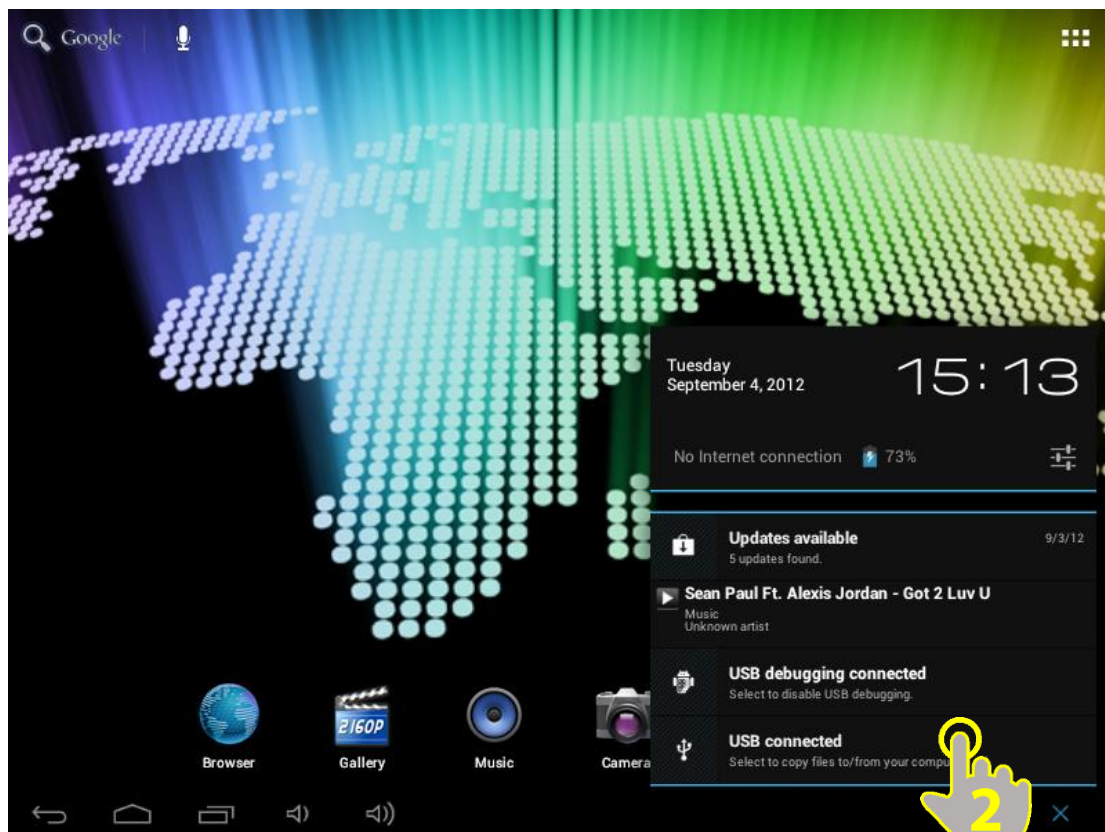 Google
Tuesday
September 4, 2012
15:13
No Internet connection 73%
Updates available 9/3/12
5 updates found.
Sean Paul Ft. Alexis Jordan - Got 2 Luv U
Music
Unknown artist
USB debugging connected
Select to disable USB debugging.
USB connected
Select to copy files to/from your compu
2160P
Browser Gallery Music Camera
2